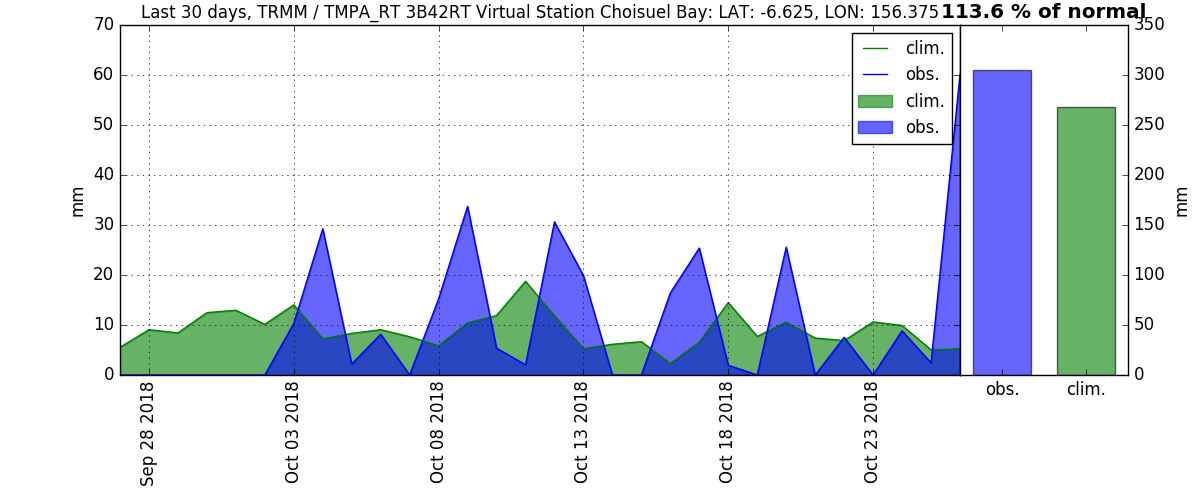 Last 30 days, TRMM / TMPA_RT 3B42RT Virtual Station Choisuel Bay: LAT: -6.625, LON: 156.375
113.6 % of normal
70
60
50
40
30
20
10
0
mm
clim.
obs.
clim.
obs.
Sep 28 2018
Oct 03 2018
Oct 08 2018
Oct 13 2018
Oct 18 2018
Oct 23 2018
350
300
250
200
150
100
50
0
mm
obs.
clim.